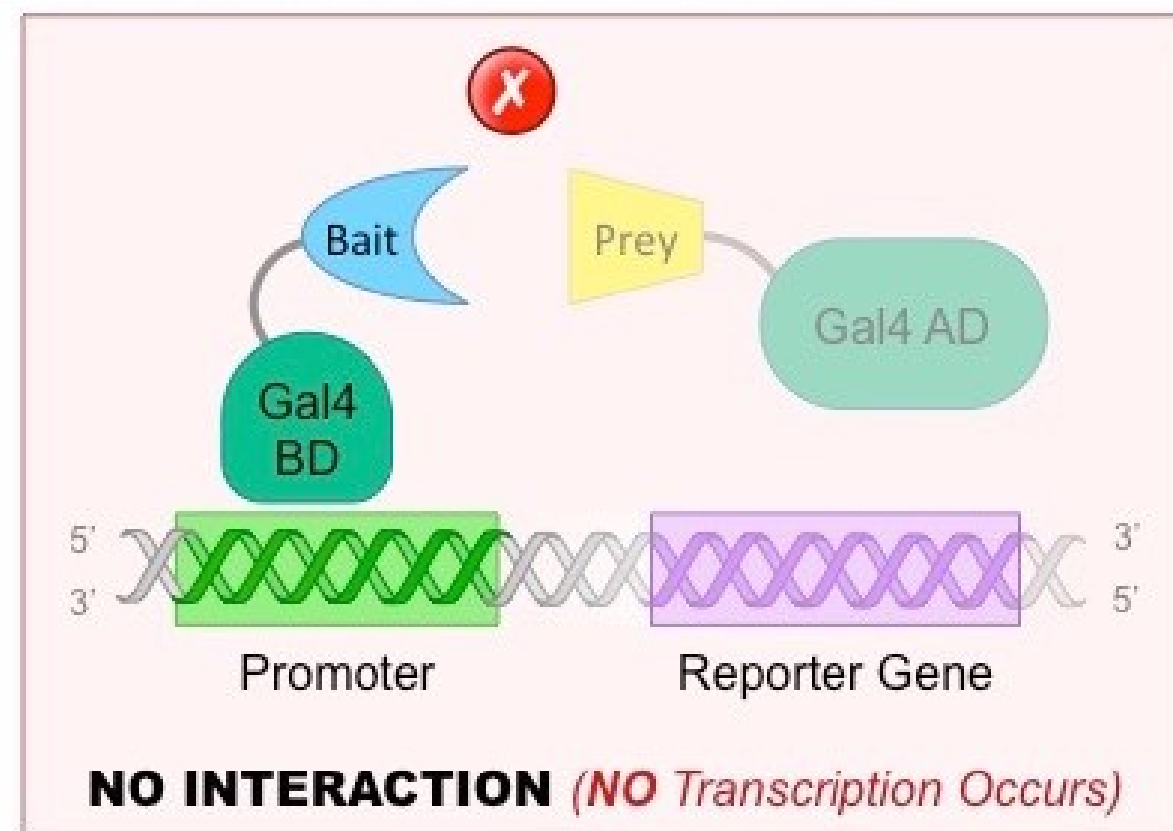 X
Bait
Prey
Gal4 AD
Gal4
BD
5’ 3’
3’ 5’
Promoter Reporter Gene
NO INTERACTION (NO Transcription Occurs)